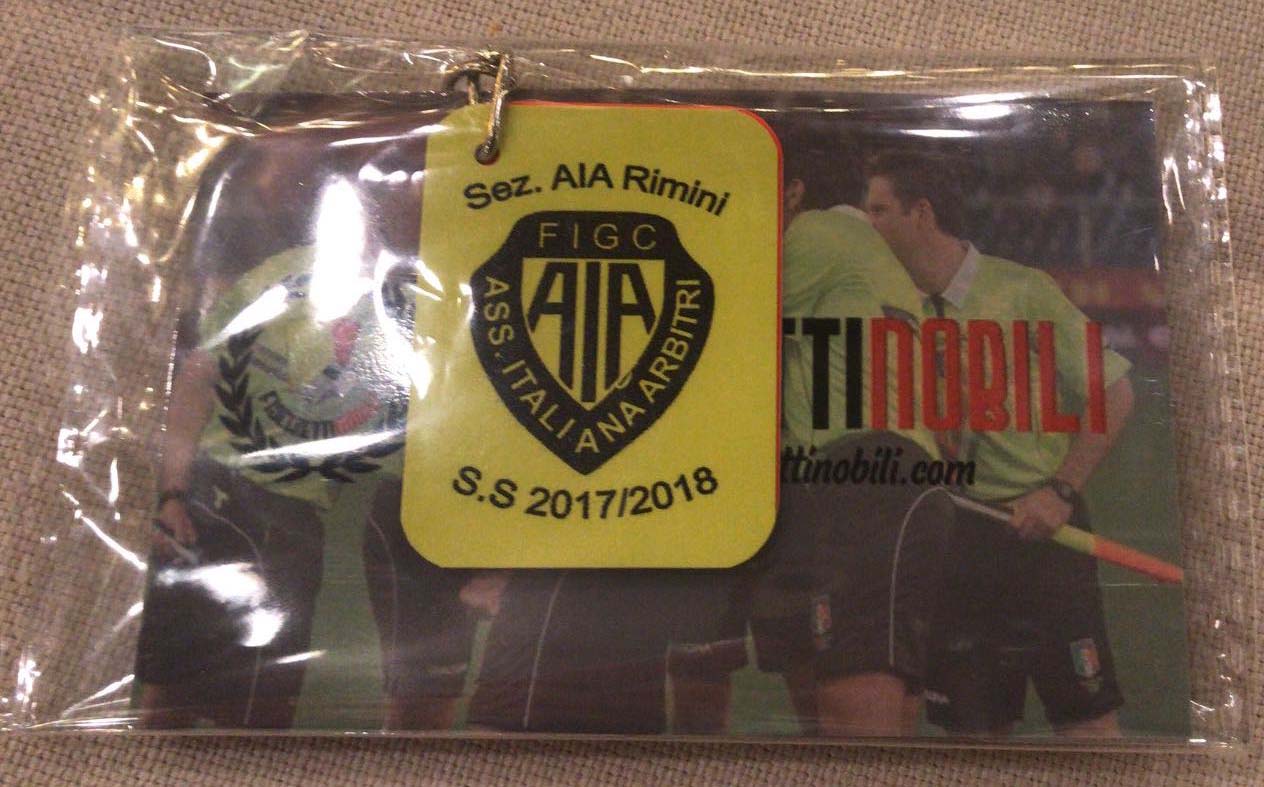 Sez. AIA Rimini
FIGC
AIA
ASS. ITALIANA ARBITRI
S.S 2017/2018
TTINOBILI
ttinobili.com